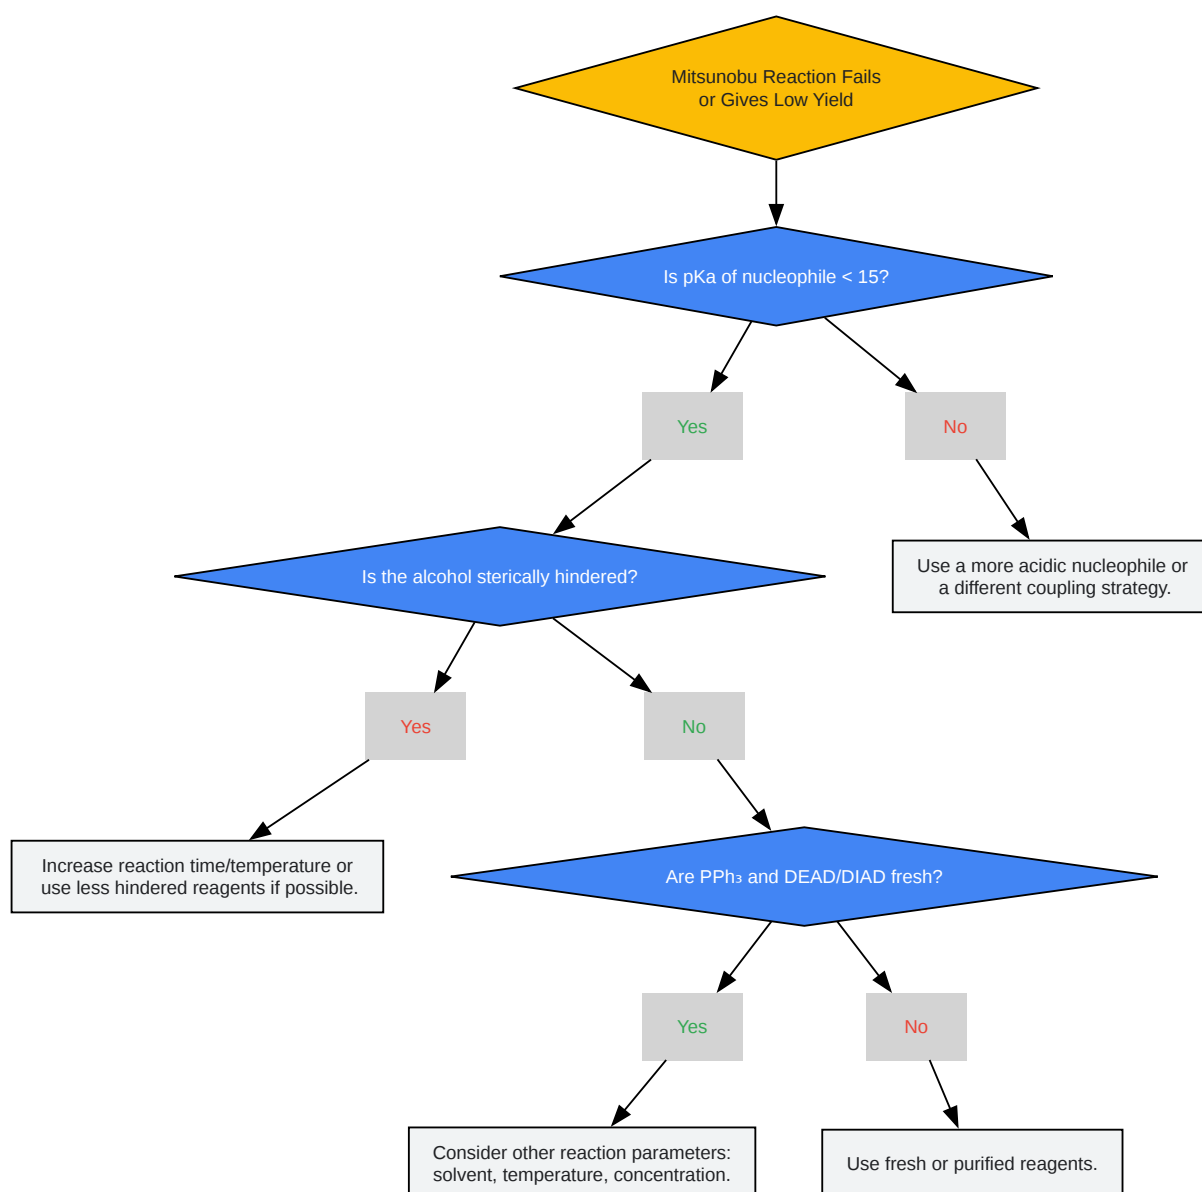 Mitsunobu Reaction Fails
or Gives Low Yield
Is pKa of nucleophile < 15?
Yes
No
Use a more acidic nucleophile or
a different coupling strategy.
Is the alcohol sterically hindered?
Yes
No
Increase reaction time/temperature or
use less hindered reagents if possible.
Are PPh₃ and DEAD/DIAD fresh?
Yes
No
Consider other reaction parameters:
solvent, temperature, concentration.
Use fresh or purified reagents.